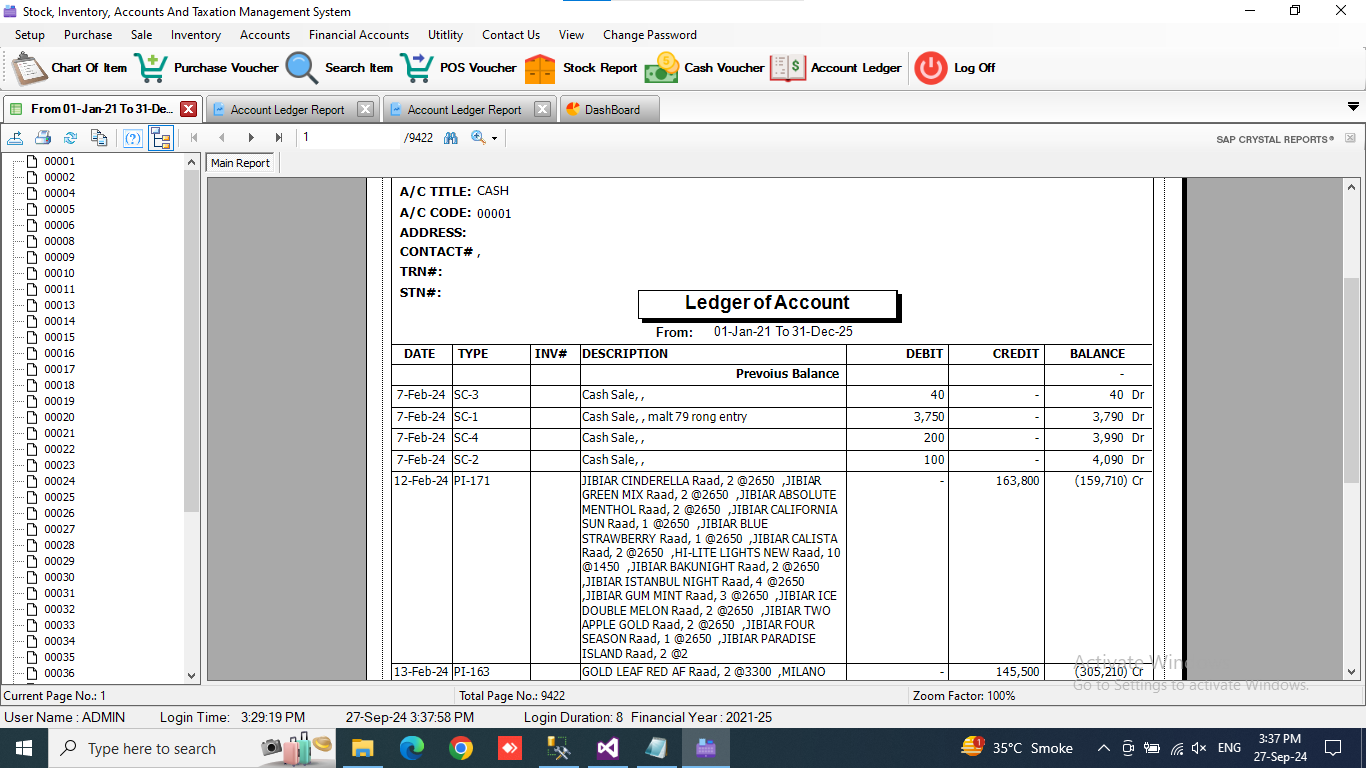 Stock, Inventory, Accounts And Taxation Management System
Setup Purchase Sale Inventory Accounts Financial Accounts Uitility Contact Us View Change Password
Chart Of Item Purchase Voucher Search Item POS Voucher Stock Report Cash Voucher Account Ledger Log Off
From 01-Jan-21 To 31-De... Account Ledger Report Account Ledger Report DashBoard
1 /9422 SAP CRYSTAL REPORTS®
Main Report
00001
00002
00004
00005
00006
00008
00009
00010
00011
00013
00014
00015
00016
00017
00018
00019
00020
00021
00022
00023
00024
00025
00026
00027
00028
00029
00030
00031
00032
00033
00034
00035
00036
A/C TITLE: CASH
A/C CODE: 00001
ADDRESS:
CONTACT# ,
TRN#:
STN#:
Ledger of Account
From: 01-Jan-21 To 31-Dec-25
DATE TYPE INV# DESCRIPTION DEBIT CREDIT BALANCE
Prevoius Balance -
7-Feb-24 SC-3 Cash Sale, , 40 - 40 Dr
7-Feb-24 SC-1 Cash Sale, , malt 79 rong entry 3,750 - 3,790 Dr
7-Feb-24 SC-4 Cash Sale, , 200 - 3,990 Dr
7-Feb-24 SC-2 Cash Sale, , 100 - 4,090 Dr
12-Feb-24 PI-171 JIBIAR CINDERELLA Raad, 2 @2650 ,JIBIAR - 163,800 (159,710) Cr
GREEN MIX Raad, 2 @2650 ,JIBIAR ABSOLUTE
MENTHOL Raad, 2 @2650 ,JIBIAR CALIFORNIA
SUN Raad, 1 @2650 ,JIBIAR BLUE
STRAWBERRY Raad, 1 @2650 ,JIBIAR CALISTA
Raad, 2 @2650 ,HI-LITE LIGHTS NEW Raad, 10
@1450 ,JIBIAR BAKUNIGHT Raad, 2 @2650
,JIBIAR ISTANBUL NIGHT Raad, 4 @2650
,JIBIAR GUM MINT Raad, 3 @2650 ,JIBIAR ICE
DOUBLE MELON Raad, 2 @2650 ,JIBIAR TWO
APPLE GOLD Raad, 2 @2650 ,JIBIAR FOUR
SEASON Raad, 1 @2650 ,JIBIAR PARADISE
ISLAND Raad, 2 @2
13-Feb-24 PI-163 GOLD LEAF RED AF Raad, 2 @3300 ,MILANO - 145,500 (305,210) Cr
Activate Win
Go to Settings to activate Windows.
Current Page No.: 1 Total Page No.: 9422 Zoom Factor: 100%
User Name : ADMIN Login Time: 3:29:19 PM 27-Sep-24 3:37:58 PM Login Duration: 8 Financial Year : 2021-25
Type here to search 1 35°C Smoke ENG 3:37 PM
27-Sep-24